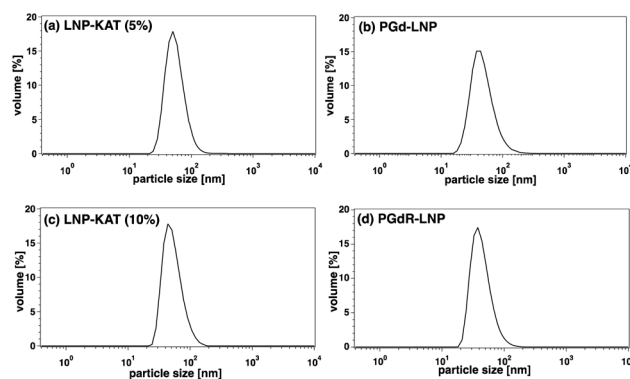 (a) LNP-KAT (5%)
volume [%]
20
15
10
5
0
10⁰ 10¹ 10² 10³ 10⁴
particle size [nm]
(b) PGd-LNP
volume [%]
20
15
10
5
0
10⁰ 10¹ 10² 10³ 10⁴
particle size [nm]
(c) LNP-KAT (10%)
volume [%]
20
15
10
5
0
10⁰ 10¹ 10² 10³ 10⁴
particle size [nm]
(d) PGdR-LNP
volume [%]
20
15
10
5
0
10⁰ 10¹ 10² 10³ 10
particle size [nm]